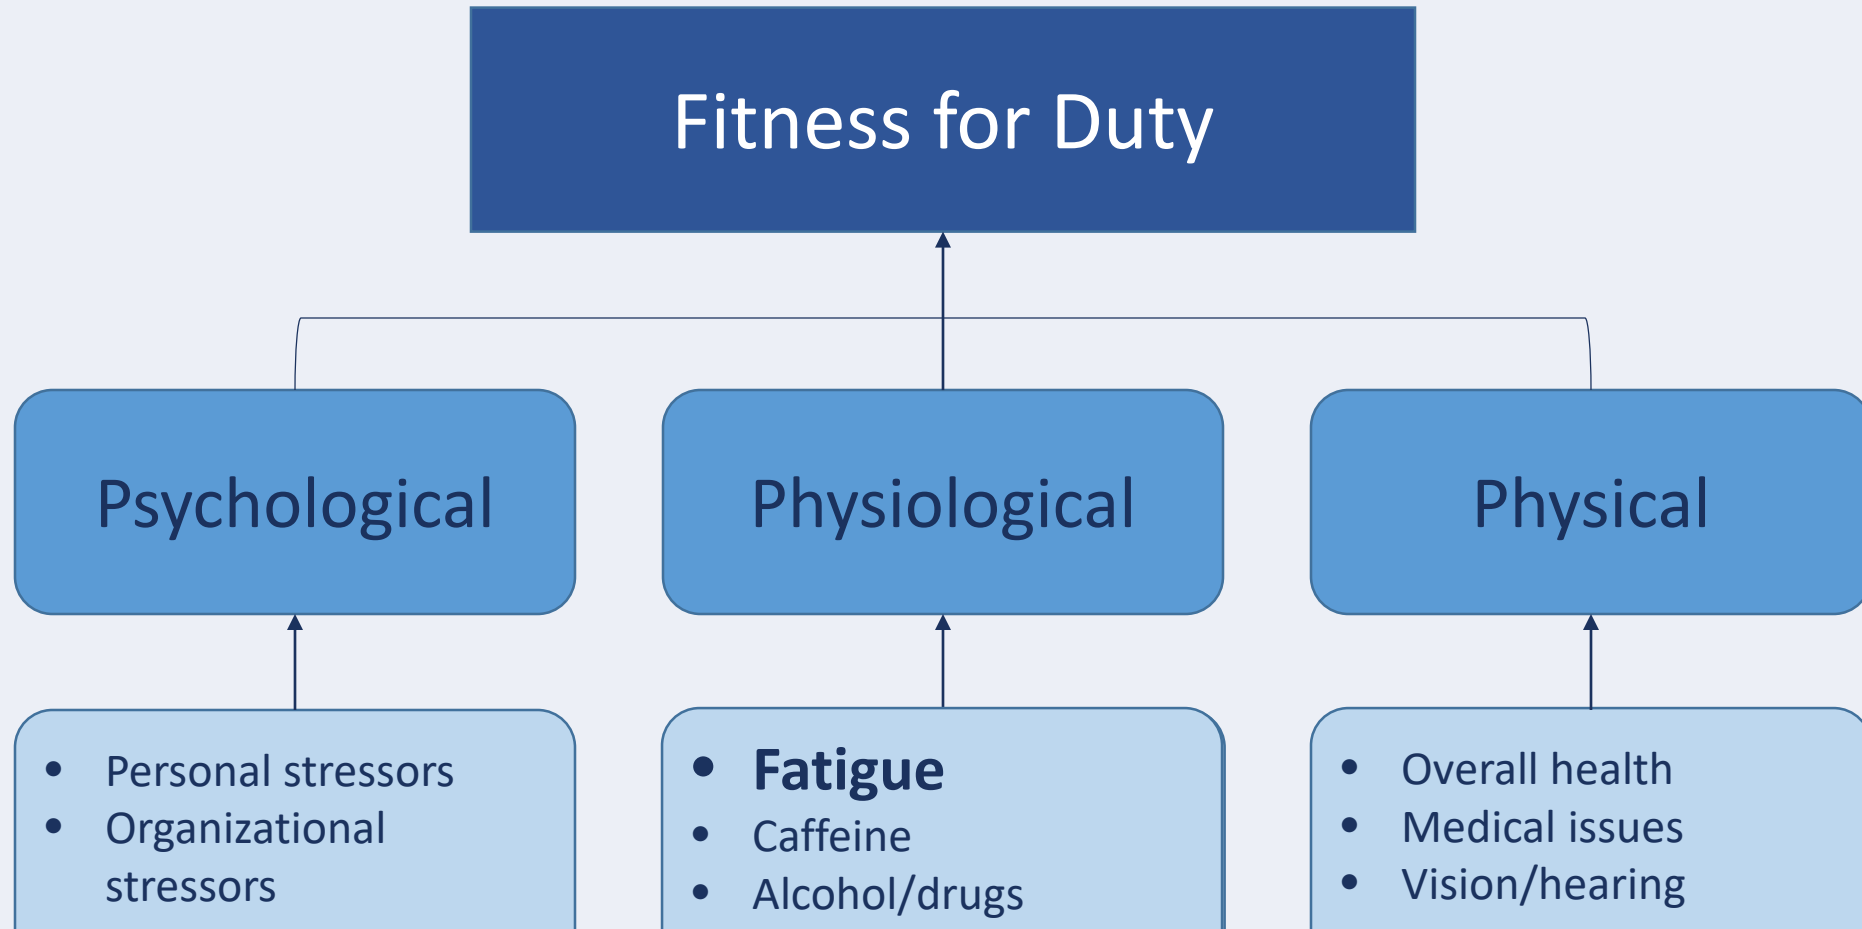 Fitness for Duty
Psychological
Physiological
Physical
• Personal stressors
• Organizational
stressors
• Fatigue
• Caffeine
• Alcohol/drugs
• Overall health
• Medical issues
• Vision/hearing